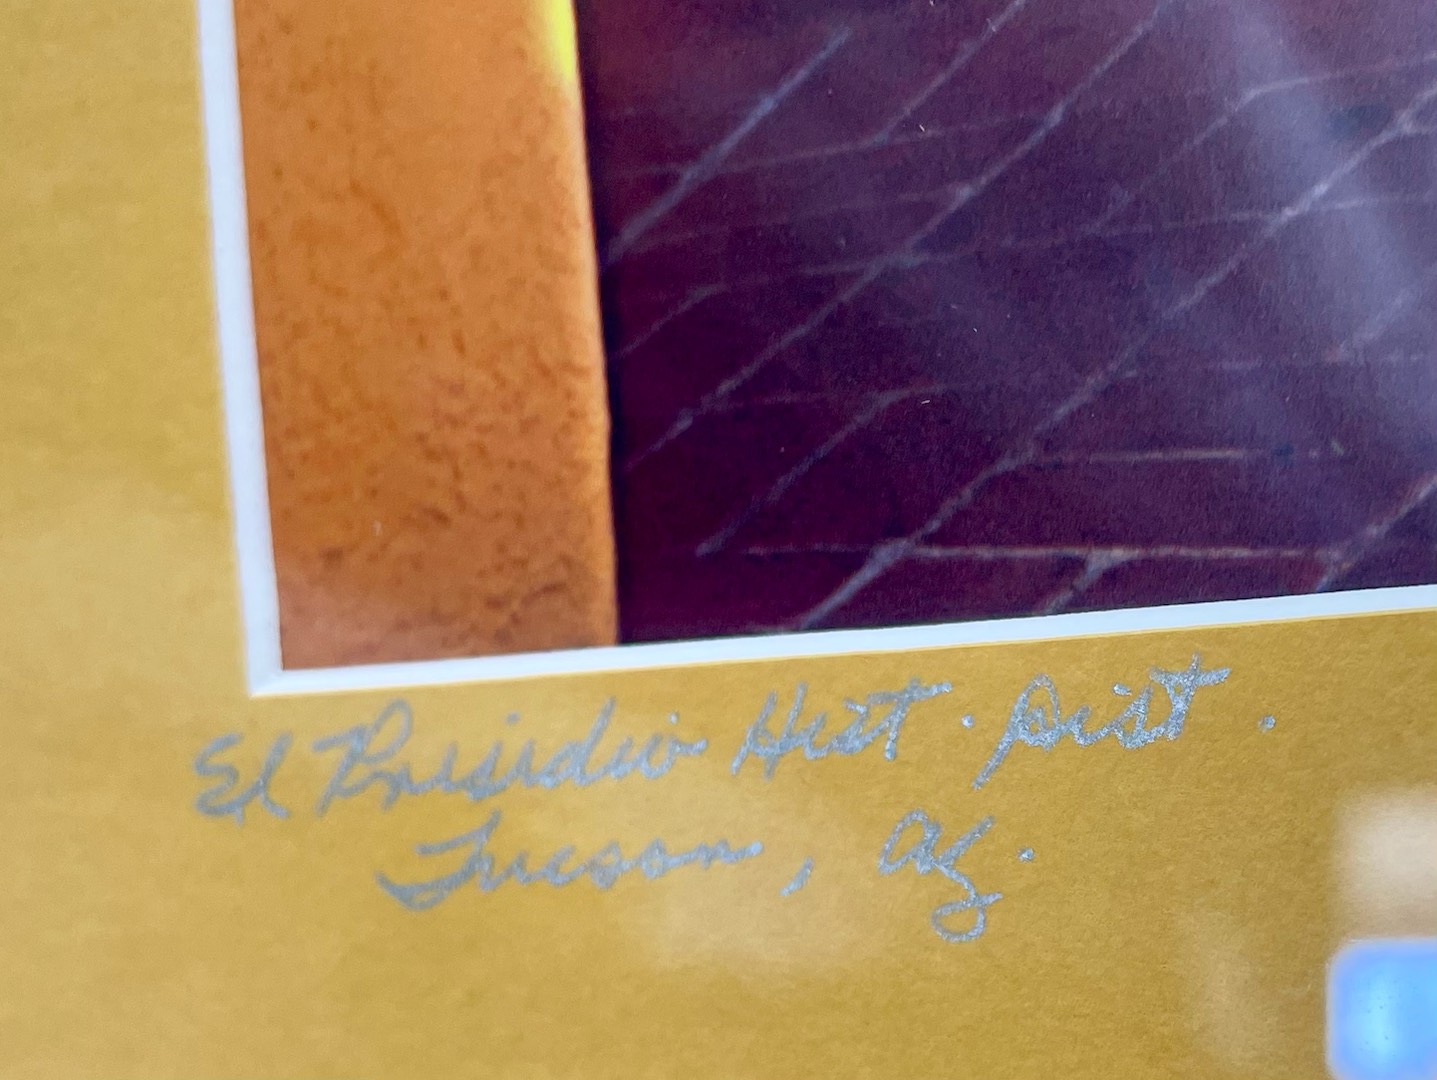 El Presidio Hist. Dist.
Tucson, Az.